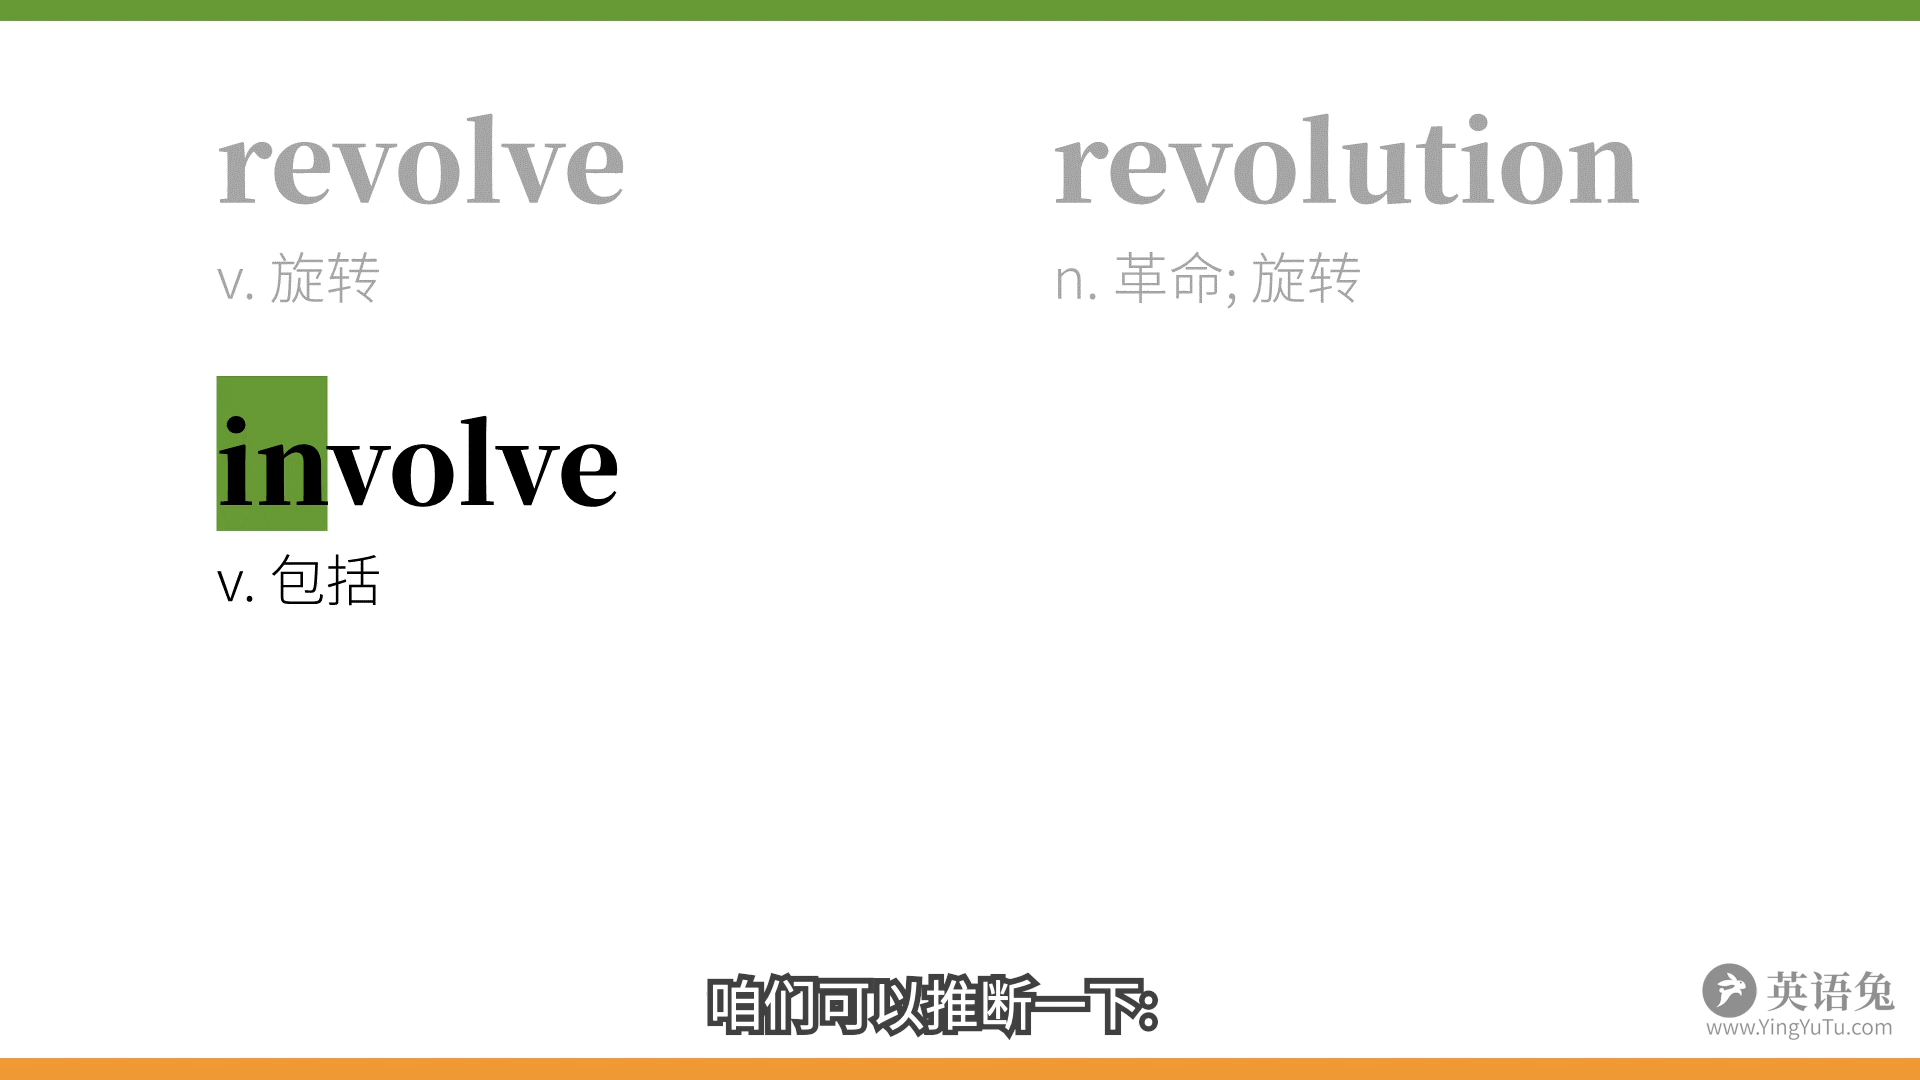 revolve
v. 旋转
revolution
n. 革命; 旋转
involve
v. 包括
咱们可以推断一下:
英语兔
www.YingYuTu.com